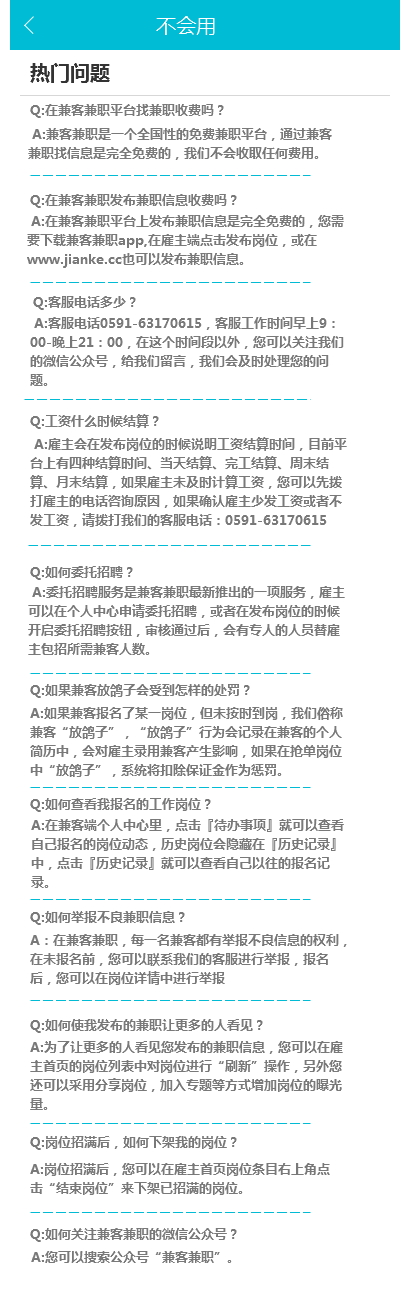 不会用
热门问题
Q:在兼客兼职平台找兼职收费吗？
A:兼客兼职是一个全国性的免费兼职平台，通过兼客
兼职找信息是完全免费的，我们不会收取任何费用。
Q:在兼客兼职发布兼职信息收费吗？
A:在兼客兼职平台上发布兼职信息是完全免费的，您需
要下载兼客兼职app,在雇主端点击发布岗位，或在
www.jianke.cc也可以发布兼职信息。
Q:客服电话多少？
A:客服电话0591-63170615，客服工作时间早上9：
00-晚上21：00，在这个时间段以外，您可以关注我们
的微信公众号，给我们留言，我们会及时处理您的问
题。
Q:工资什么时候结算？
A:雇主会在发布岗位的时候说明工资结算时间，目前平
台上有四种结算时间、当天结算、完工结算、周末结
算、月末结算，如果雇主未及时计算工资，您可以先拨
打雇主的电话咨询原因，如果确认雇主少发工资或者不
发工资，请拨打我们的客服电话：0591-63170615
Q:如何委托招聘？
A:委托招聘服务是兼客兼职最新推出的一项服务，雇主
可以在个人中心申请委托招聘，或者在发布岗位的时候
开启委托招聘按钮，审核通过后，会有专人的人员替雇
主包招所需兼客人数。
Q:如果兼客放鸽子会受到怎样的处罚？
A:如果兼客报名了某一岗位，但未按时到岗，我们俗称
兼客“放鸽子”，“放鸽子”行为会记录在兼客的个人
简历中，会对雇主录用兼客产生影响，如果在抢单岗位
中“放鸽子”，系统将扣除保证金作为惩罚。
Q:如何查看我报名的工作岗位？
A:在兼客端个人中心里，点击『待办事项』就可以查看
自己报名的岗位动态，历史岗位会隐藏在『历史记录』
中，点击『历史记录』就可以查看自己以往的报名记
录。
Q:如何举报不良兼职信息？
A：在兼客兼职，每一名兼客都有举报不良信息的权利，
在未报名前，您可以联系我们的客服进行举报，报名
后，您可以在岗位详情中进行举报
Q:如何使我发布的兼职让更多的人看见？
A:为了让更多的人看见您发布的兼职信息，您可以在雇
主首页的岗位列表中对岗位进行“刷新”操作，另外您
还可以采用分享岗位，加入专题等方式增加岗位的曝光
量。
Q:岗位招满后，如何下架我的岗位？
A:岗位招满后，您可以在雇主首页岗位条目右上角点
击“结束岗位”来下架已招满的岗位。
Q:如何关注兼客兼职的微信公众号？
A:您可以搜索公众号“兼客兼职”。